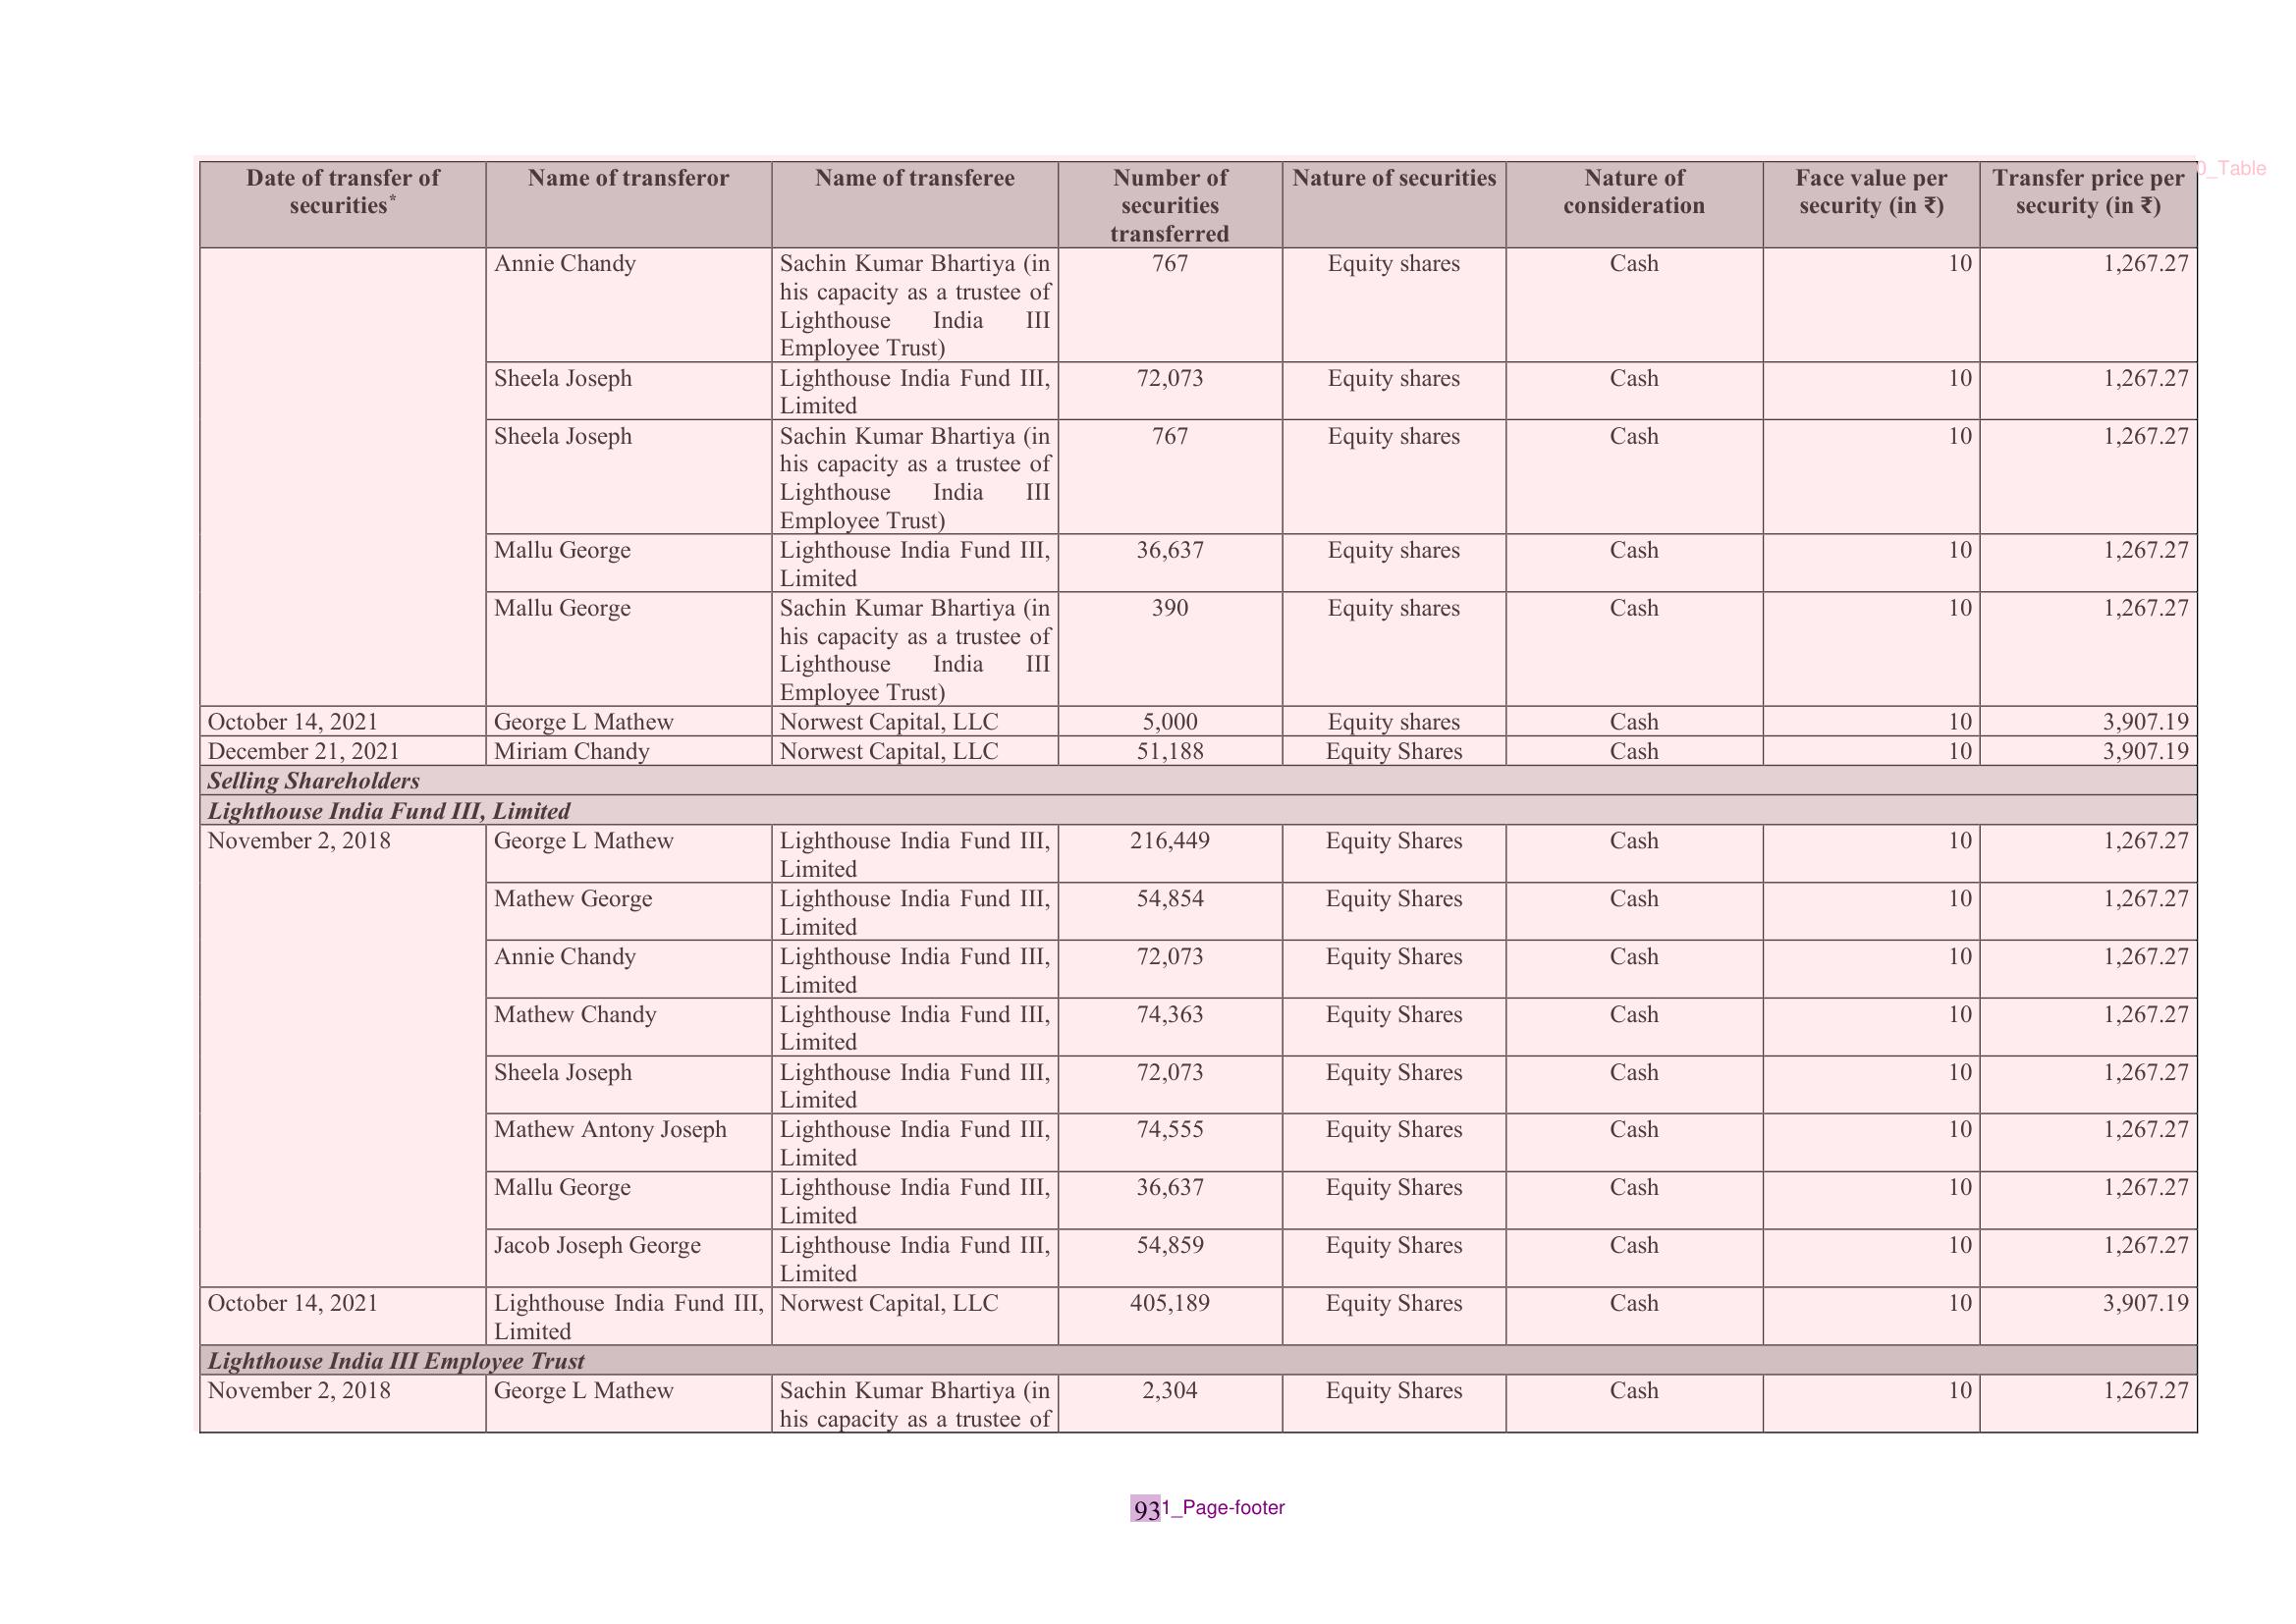 Date of transfer of securities* Name of transferor Name of transferee Number of securities transferred Nature of securities Nature of consideration Face value per security (in ₹) Transfer price per security (in ₹)
0_Table
Annie Chandy Sachin Kumar Bhartiya (in 767 Equity shares Cash 10 1,267.27
his capacity as a trustee of
Lighthouse India III
Employee Trust)
Sheela Joseph Lighthouse India Fund III, 72,073 Equity shares Cash 10 1,267.27
Limited
Sheela Joseph Sachin Kumar Bhartiya (in 767 Equity shares Cash 10 1,267.27
his capacity as a trustee of
Lighthouse India III
Employee Trust)
Mallu George Lighthouse India Fund III, 36,637 Equity shares Cash 10 1,267.27
Limited
Mallu George Sachin Kumar Bhartiya (in 390 Equity shares Cash 10 1,267.27
his capacity as a trustee of
Lighthouse India III
Employee Trust)
October 14, 2021 George L Mathew Norwest Capital, LLC 5,000 Equity shares Cash 10 3,907.19
December 21, 2021 Miriam Chandy Norwest Capital, LLC 51,188 Equity Shares Cash 10 3,907.19
Selling Shareholders
Lighthouse India Fund III, Limited
November 2, 2018 George L Mathew Lighthouse India Fund III, 216,449 Equity Shares Cash 10 1,267.27
Limited
Mathew George Lighthouse India Fund III, 54,854 Equity Shares Cash 10 1,267.27
Limited
Annie Chandy Lighthouse India Fund III, 72,073 Equity Shares Cash 10 1,267.27
Limited
Mathew Chandy Lighthouse India Fund III, 74,363 Equity Shares Cash 10 1,267.27
Limited
Sheela Joseph Lighthouse India Fund III, 72,073 Equity Shares Cash 10 1,267.27
Limited
Mathew Antony Joseph Lighthouse India Fund III, 74,555 Equity Shares Cash 10 1,267.27
Limited
Mallu George Lighthouse India Fund III, 36,637 Equity Shares Cash 10 1,267.27
Limited
Jacob Joseph George Lighthouse India Fund III, 54,859 Equity Shares Cash 10 1,267.27
Limited
October 14, 2021 Lighthouse India Fund III, Norwest Capital, LLC 405,189 Equity Shares Cash 10 3,907.19
Limited
Lighthouse India III Employee Trust
November 2, 2018 George L Mathew Sachin Kumar Bhartiya (in 2,304 Equity Shares Cash 10 1,267.27
his capacity as a trustee of
93 1_Page-footer